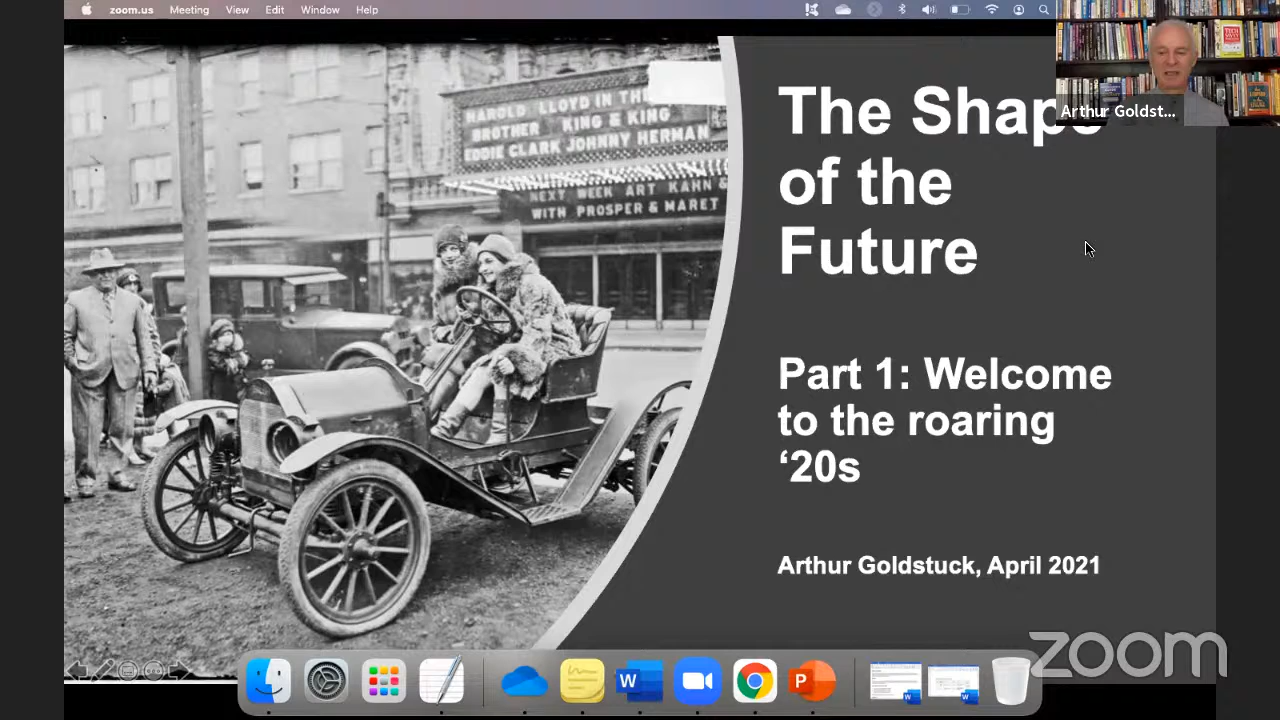 zoom.us Meeting View Edit Window Help
HAROLD LLOYD IN THE
BROTHER KING & KING
EDDIE CLARK JOHNNY HERMAN
NEXT WEEK ART KAHN &
WITH PROSPER & MARET
The Shape
of the
Future
Part 1: Welcome
to the roaring
‘20s
Arthur Goldstuck, April 2021
Arthur Goldst...
W
P
zoom